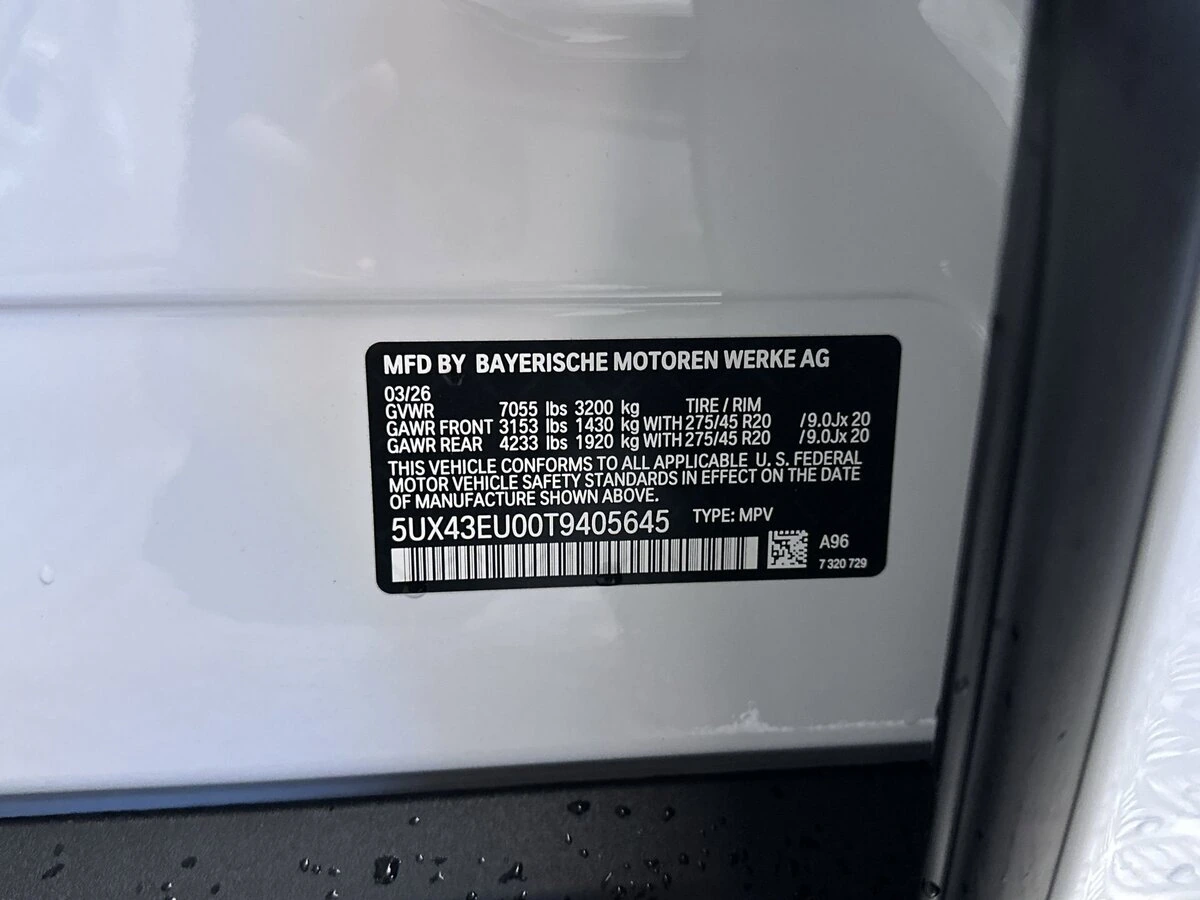 MFD BY BAYERISCHE MOTOREN WERKE AG
03/26
GVWR 7055 lbs 3200 kg TIRE / RIM
GAWR FRONT 3153 lbs 1430 kg WITH 275/45 R20 /9.0Jx 20
GAWR REAR 4233 lbs 1920 kg WITH 275/45 R20 /9.0Jx 20
THIS VEHICLE CONFORMS TO ALL APPLICABLE U. S. FEDERAL
MOTOR VEHICLE SAFETY STANDARDS IN EFFECT ON THE DATE
OF MANUFACTURE SHOWN ABOVE.
5UX43EU00T9405645 TYPE: MPV
A96
7 320 729